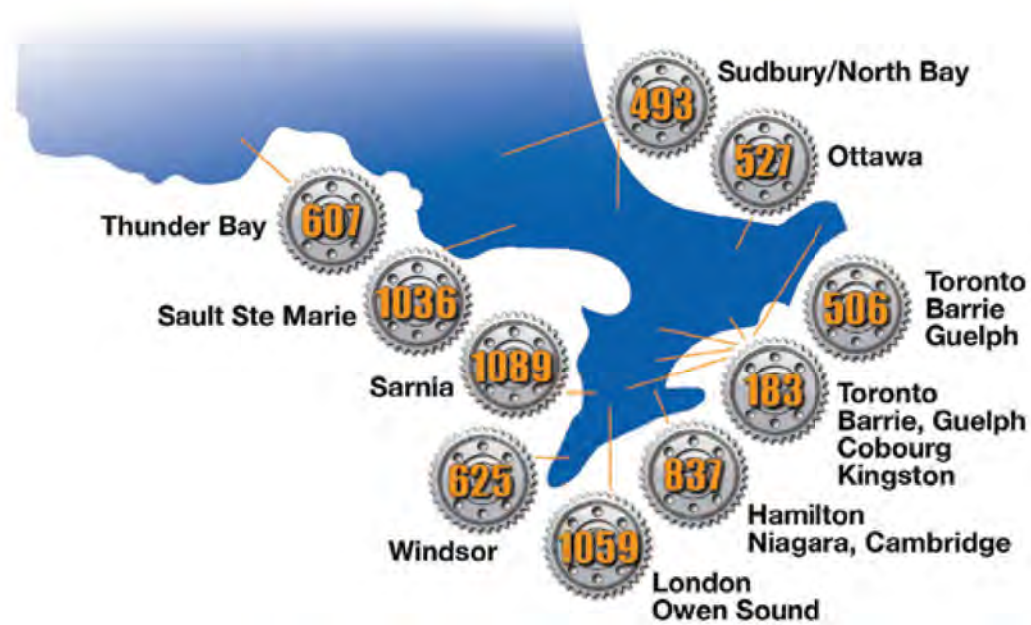 493
Sudbury/North Bay
527
Ottawa
607
Thunder Bay
1036
Sault Ste Marie
506
Toronto
Barrie
Guelph
1089
Sarnia
183
Toronto
Barrie, Guelph
Cobourg
Kingston
625
Windsor
837
Hamilton
Niagara, Cambridge
1059
London
Owen Sound